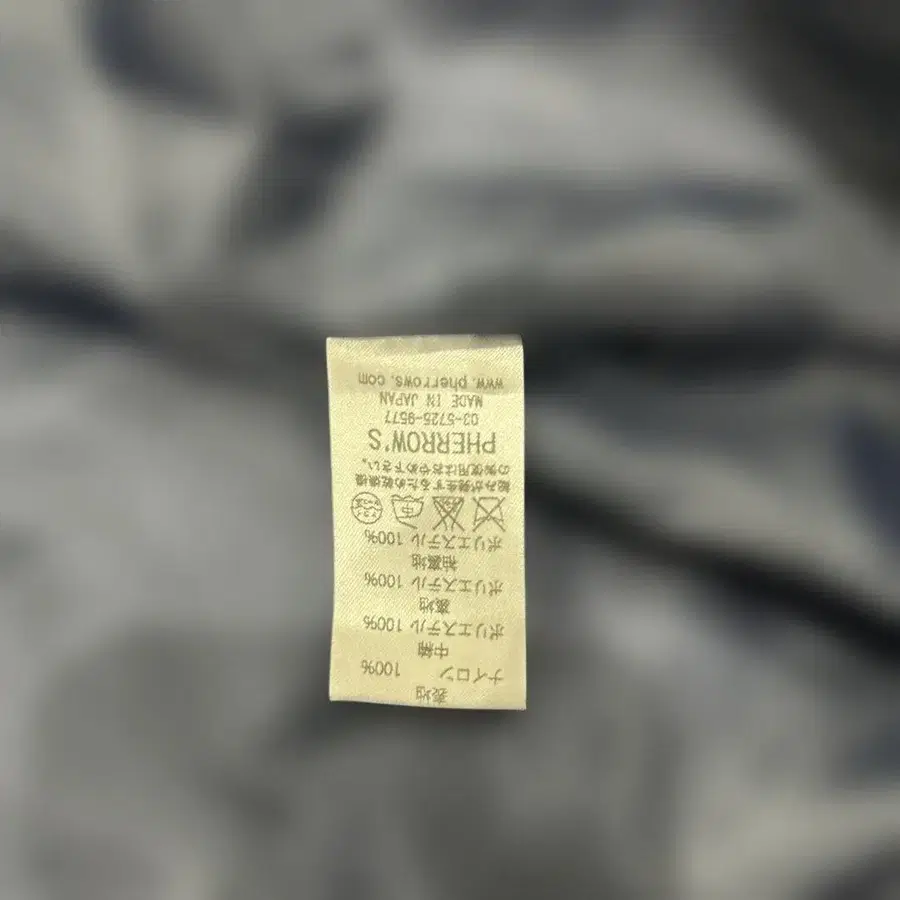 表地
ナイロン 100%
中綿
ポリエステル 100%
裏地
ポリエステル 100%
袖裏地
ポリエステル 100%
縮みが発生するため乾燥機
の御使用はおやめ下さい。
PHERROW'S
03-5725-9577
MADE IN JAPAN
www.pherrows.com